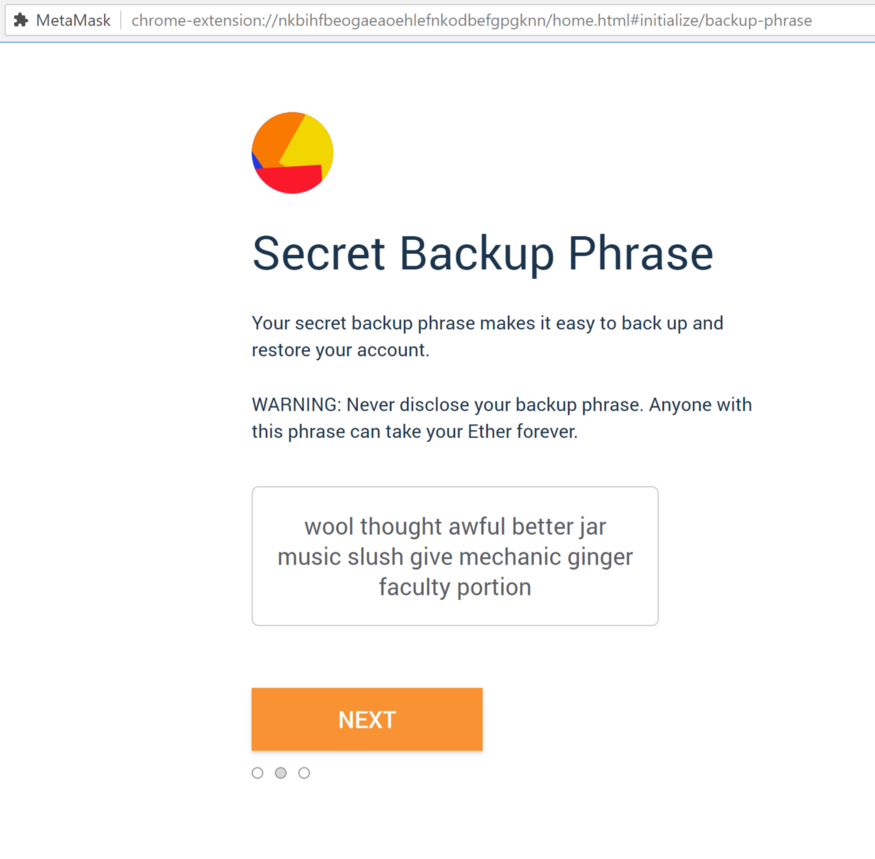 MetaMask chrome-extension://nkbihfbeogaeaoehlefnkodbefgpgknn/home.html#initialize/backup-phrase
Secret Backup Phrase
Your secret backup phrase makes it easy to back up and
restore your account.
WARNING: Never disclose your backup phrase. Anyone with
this phrase can take your Ether forever.
wool thought awful better jar
music slush give mechanic ginger
faculty portion
NEXT